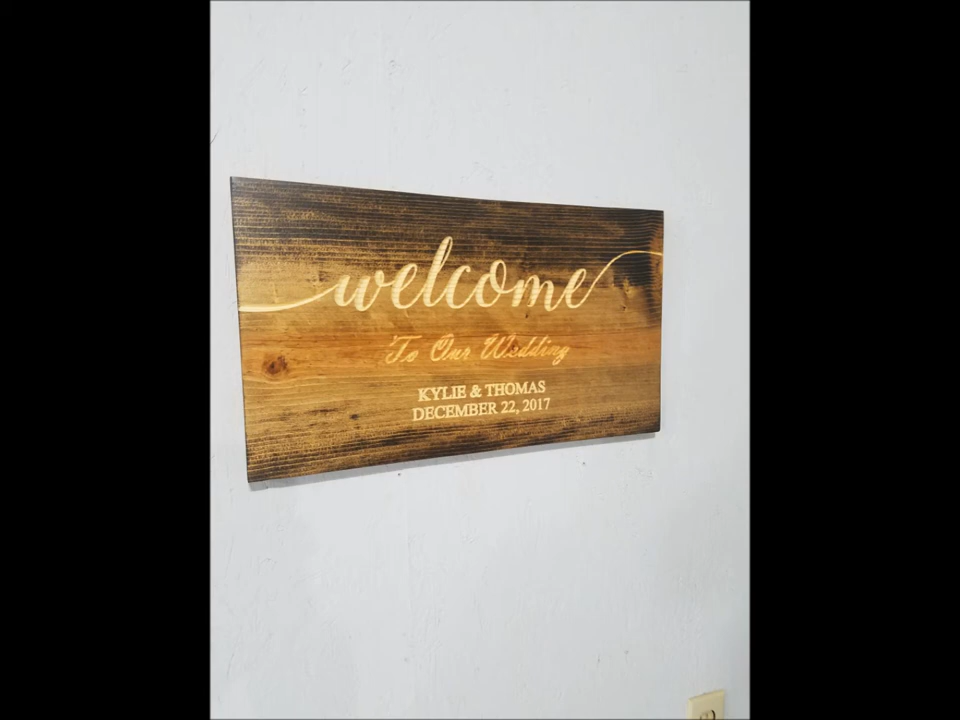 welcome
To Our Wedding
KYLIE & THOMAS
DECEMBER 22, 2017